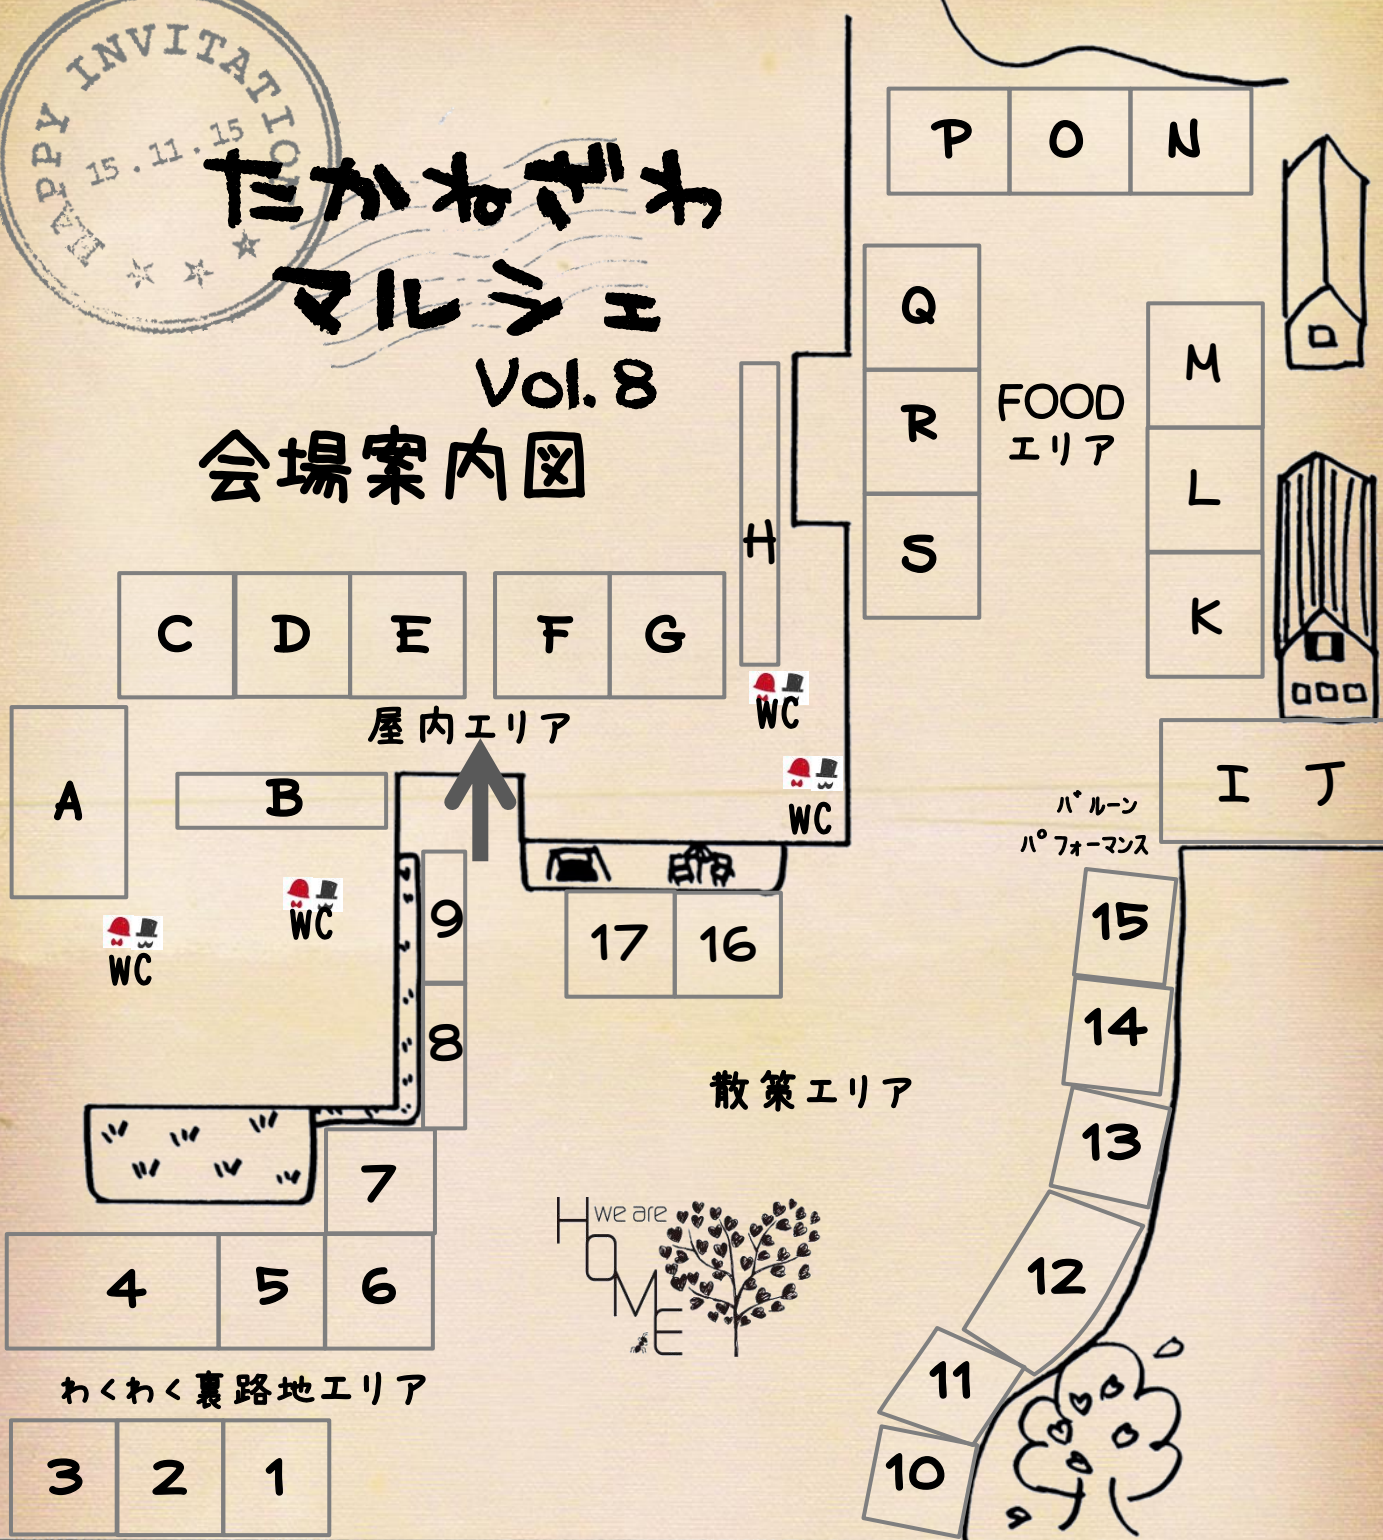 HAPPY INVITATION
15.11.15
たかねざわ
マルシェ
Vol.8
会場案内図
P O N
Q
R
S
FOOD
エリア
M
L
K
H
C D E F G
屋内エリア
WC
WC
A
B
I J
バルーン
パフォーマンス
WC
WC
9
8
17 16
15
14
13
12
11
10
散策エリア
7
4 5 6
we are
HOME
わくわく裏路地エリア
3 2 1